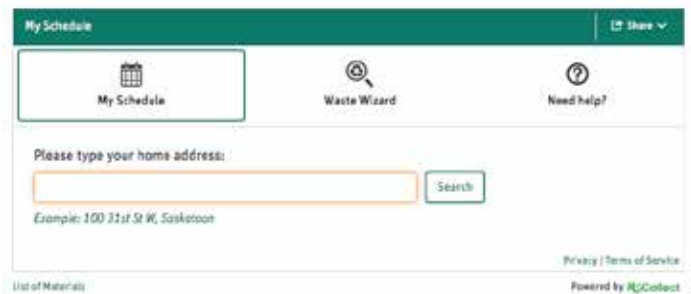 My Schedule
Share
My Schedule
Waste Wizard
Need help?
Please type your home address:
Search
Example: 100 31st St W, Saskatoon
Privacy | Terms of Service
List of Materials
Powered by ReCollect